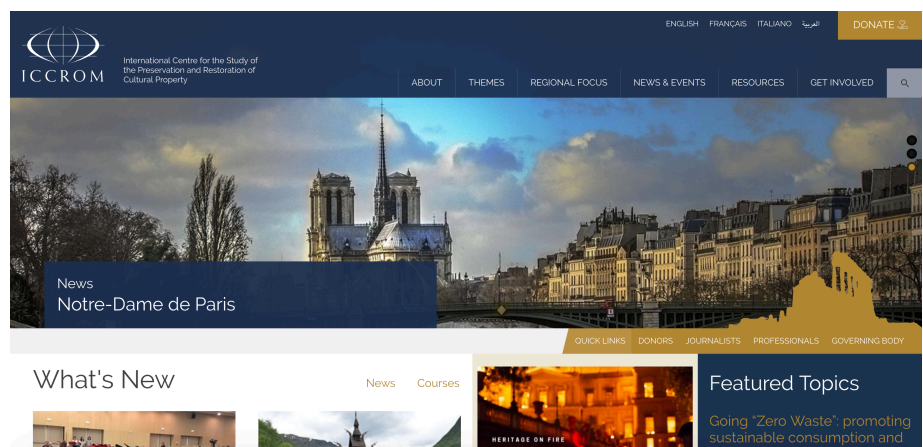 ENGLISH FRANÇAIS ITALIANO العربية DONATE
ICCROM
International Centre for the Study of
the Preservation and Restoration of
Cultural Property
ABOUT THEMES REGIONAL FOCUS NEWS & EVENTS RESOURCES GET INVOLVED
News
Notre-Dame de Paris
QUICK LINKS DONORS JOURNALISTS PROFESSIONALS GOVERNING BODY
What's New
News Courses
HERITAGE ON FIRE
Featured Topics
Going “Zero Waste”: promoting
sustainable consumption and